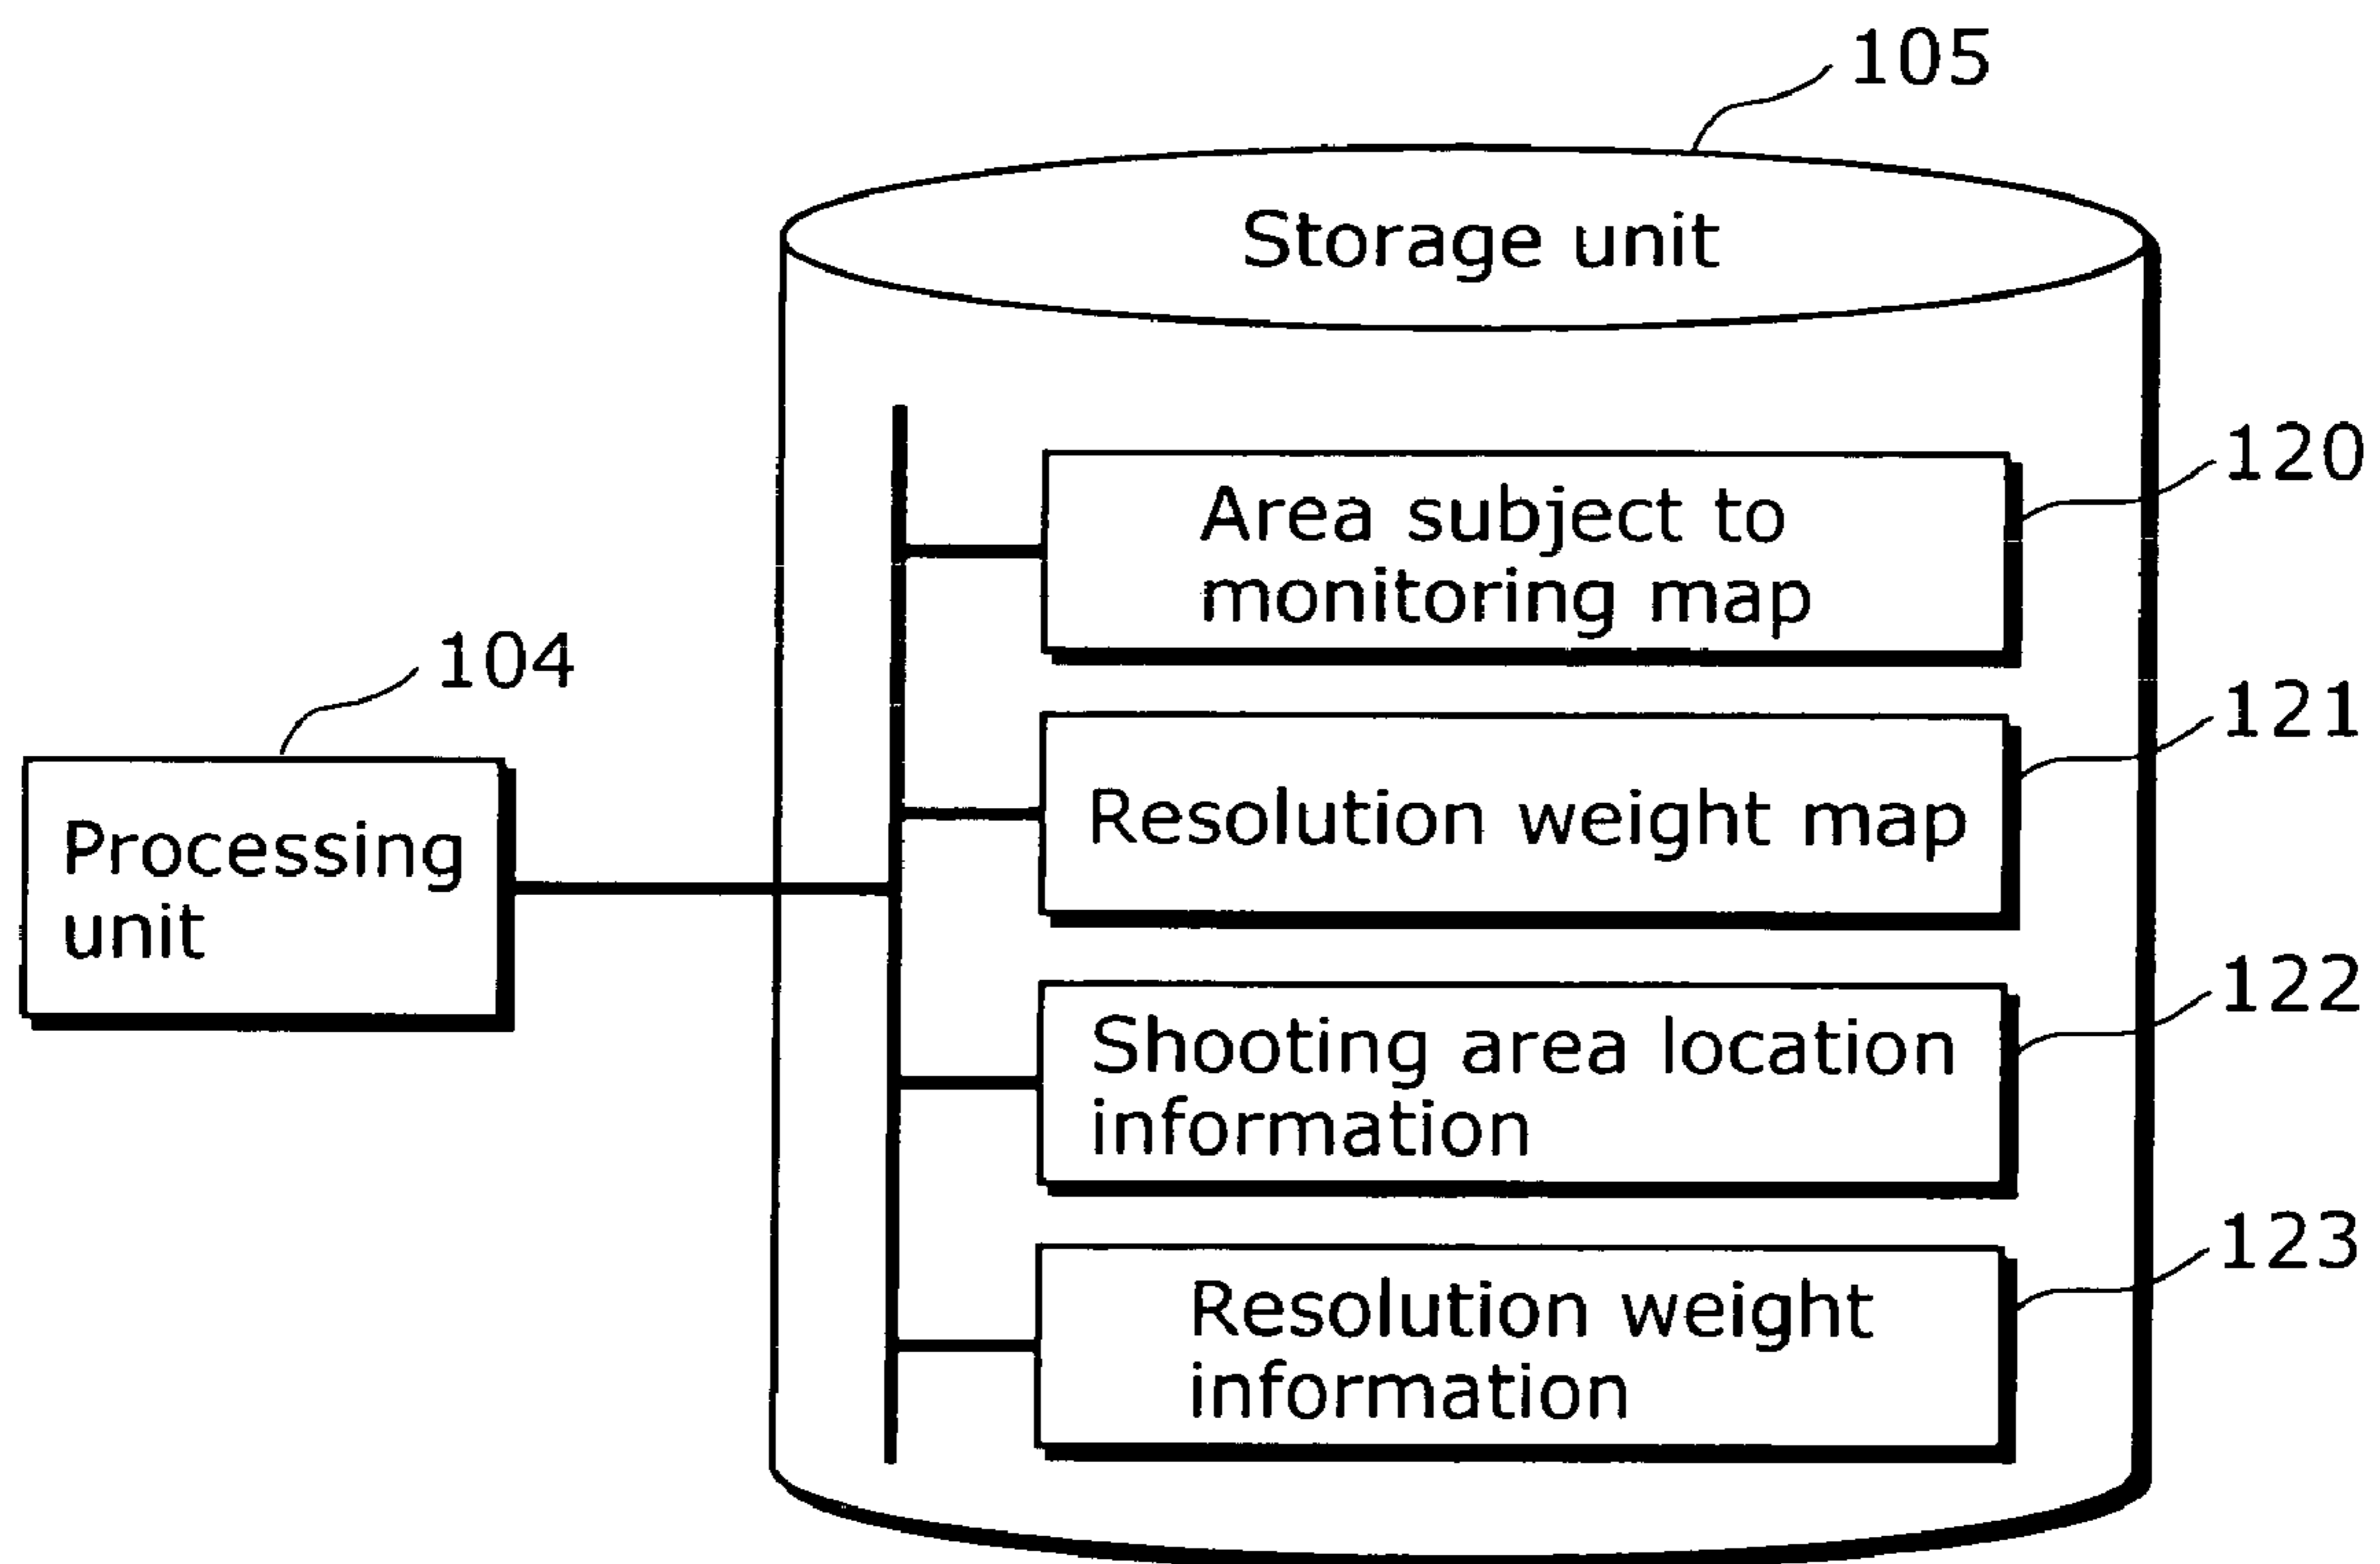 105
Storage unit
120
Area subject to
monitoring map
104
121
Resolution weight map
Processing
unit
122
Shooting area location
information
123
Resolution weight
information